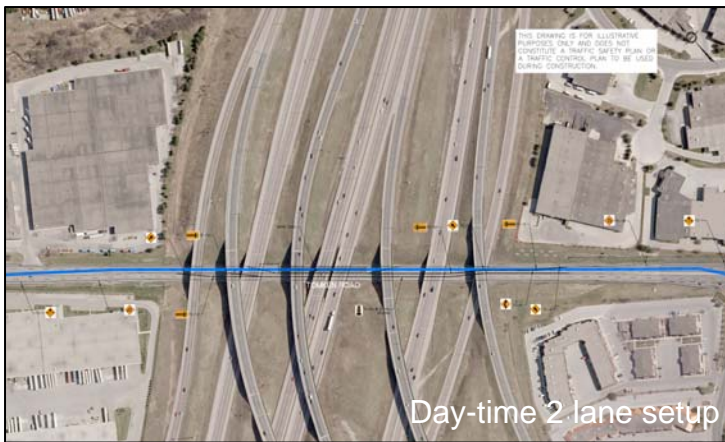 THIS DRAWING IS FOR ILLUSTRATIVE
PURPOSES ONLY AND DOES NOT
CONSTITUTE A TRAFFIC SAFETY PLAN OR
A TRAFFIC CONTROL PLAN TO BE USED
DURING CONSTRUCTION.
ROAD
Day-time 2 lane setup